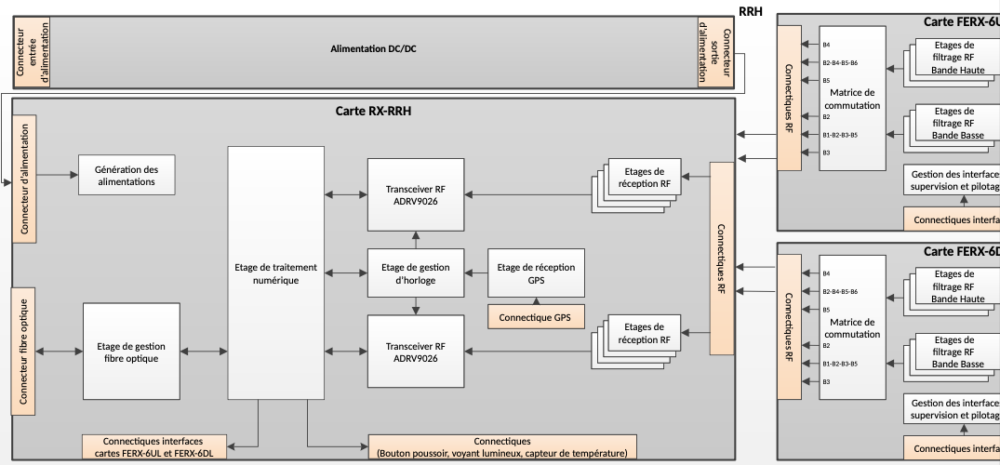 RRH
Connecteur
entrée
d'alimentation
Alimentation DC/DC
Connecteur
sortie
d'alimentation
Carte RX-RRH
Connecteur d'alimentation
Génération des
alimentations
Connecteur fibre optique
Etage de gestion
fibre optique
Etage de traitement
numérique
Transceiver RF
ADRV9026
Etage de gestion
d'horloge
Transceiver RF
ADRV9026
Etage de réception
GPS
Connectique GPS
Etages de
réception RF
Etages de
réception RF
Connectiques RF
Connectiques interfaces
cartes FERX-6UL et FERX-6DL
Connectiques
(Bouton poussoir, voyant lumineux, capteur de température)
Carte FERX-6U
Connectiques RF
B4
B2-B4-B5-B6
B5
B2
B1-B2-B3-B5
B3
Matrice de
commutation
Etages de
filtrage RF
Bande Haute
Etages de
filtrage RF
Bande Basse
Gestion des interface
supervision et pilotag
Connectiques interfa
Carte FERX-6D
Connectiques RF
B4
B2-B4-B5-B6
B5
B2
B1-B2-B3-B5
B3
Matrice de
commutation
Etages de
filtrage RF
Bande Haute
Etages de
filtrage RF
Bande Basse
Gestion des interface
supervision et pilotag
Connectiques interfa